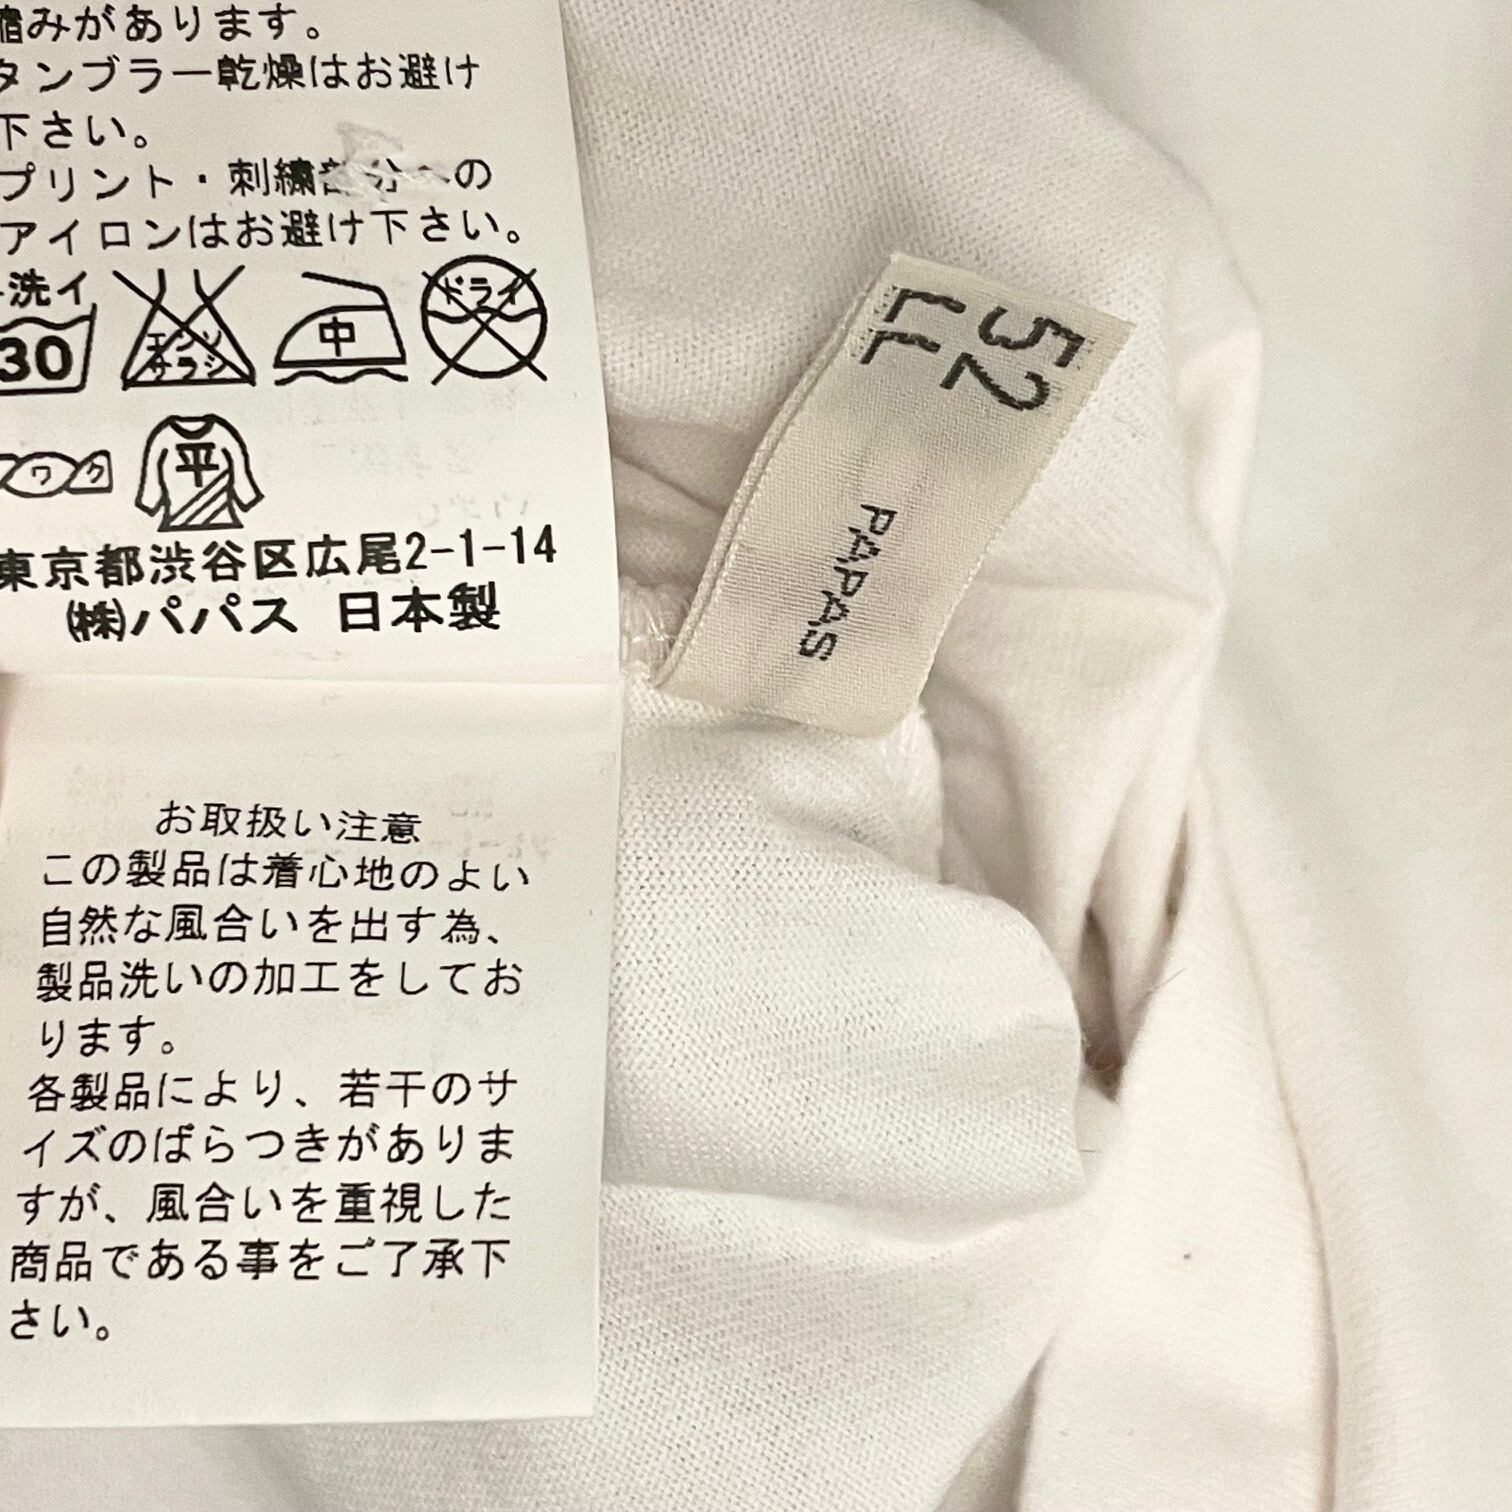 縮みがあります。
タンブラー乾燥はお避け
下さい。
プリント・刺繍部分への
アイロンはお避け下さい。
手洗イ
30
エンソ
サラシ
中
ドライ
ワク
平
東京都渋谷区広尾2-1-14
㈱パパス 日本製
お取扱い注意
この製品は着心地のよい
自然な風合いを出す為、
製品洗いの加工をしてお
ります。
各製品により、若干のサ
イズのばらつきがありま
すが、風合いを重視した
商品である事をご了承下
さい。
52
LL
PAPAS